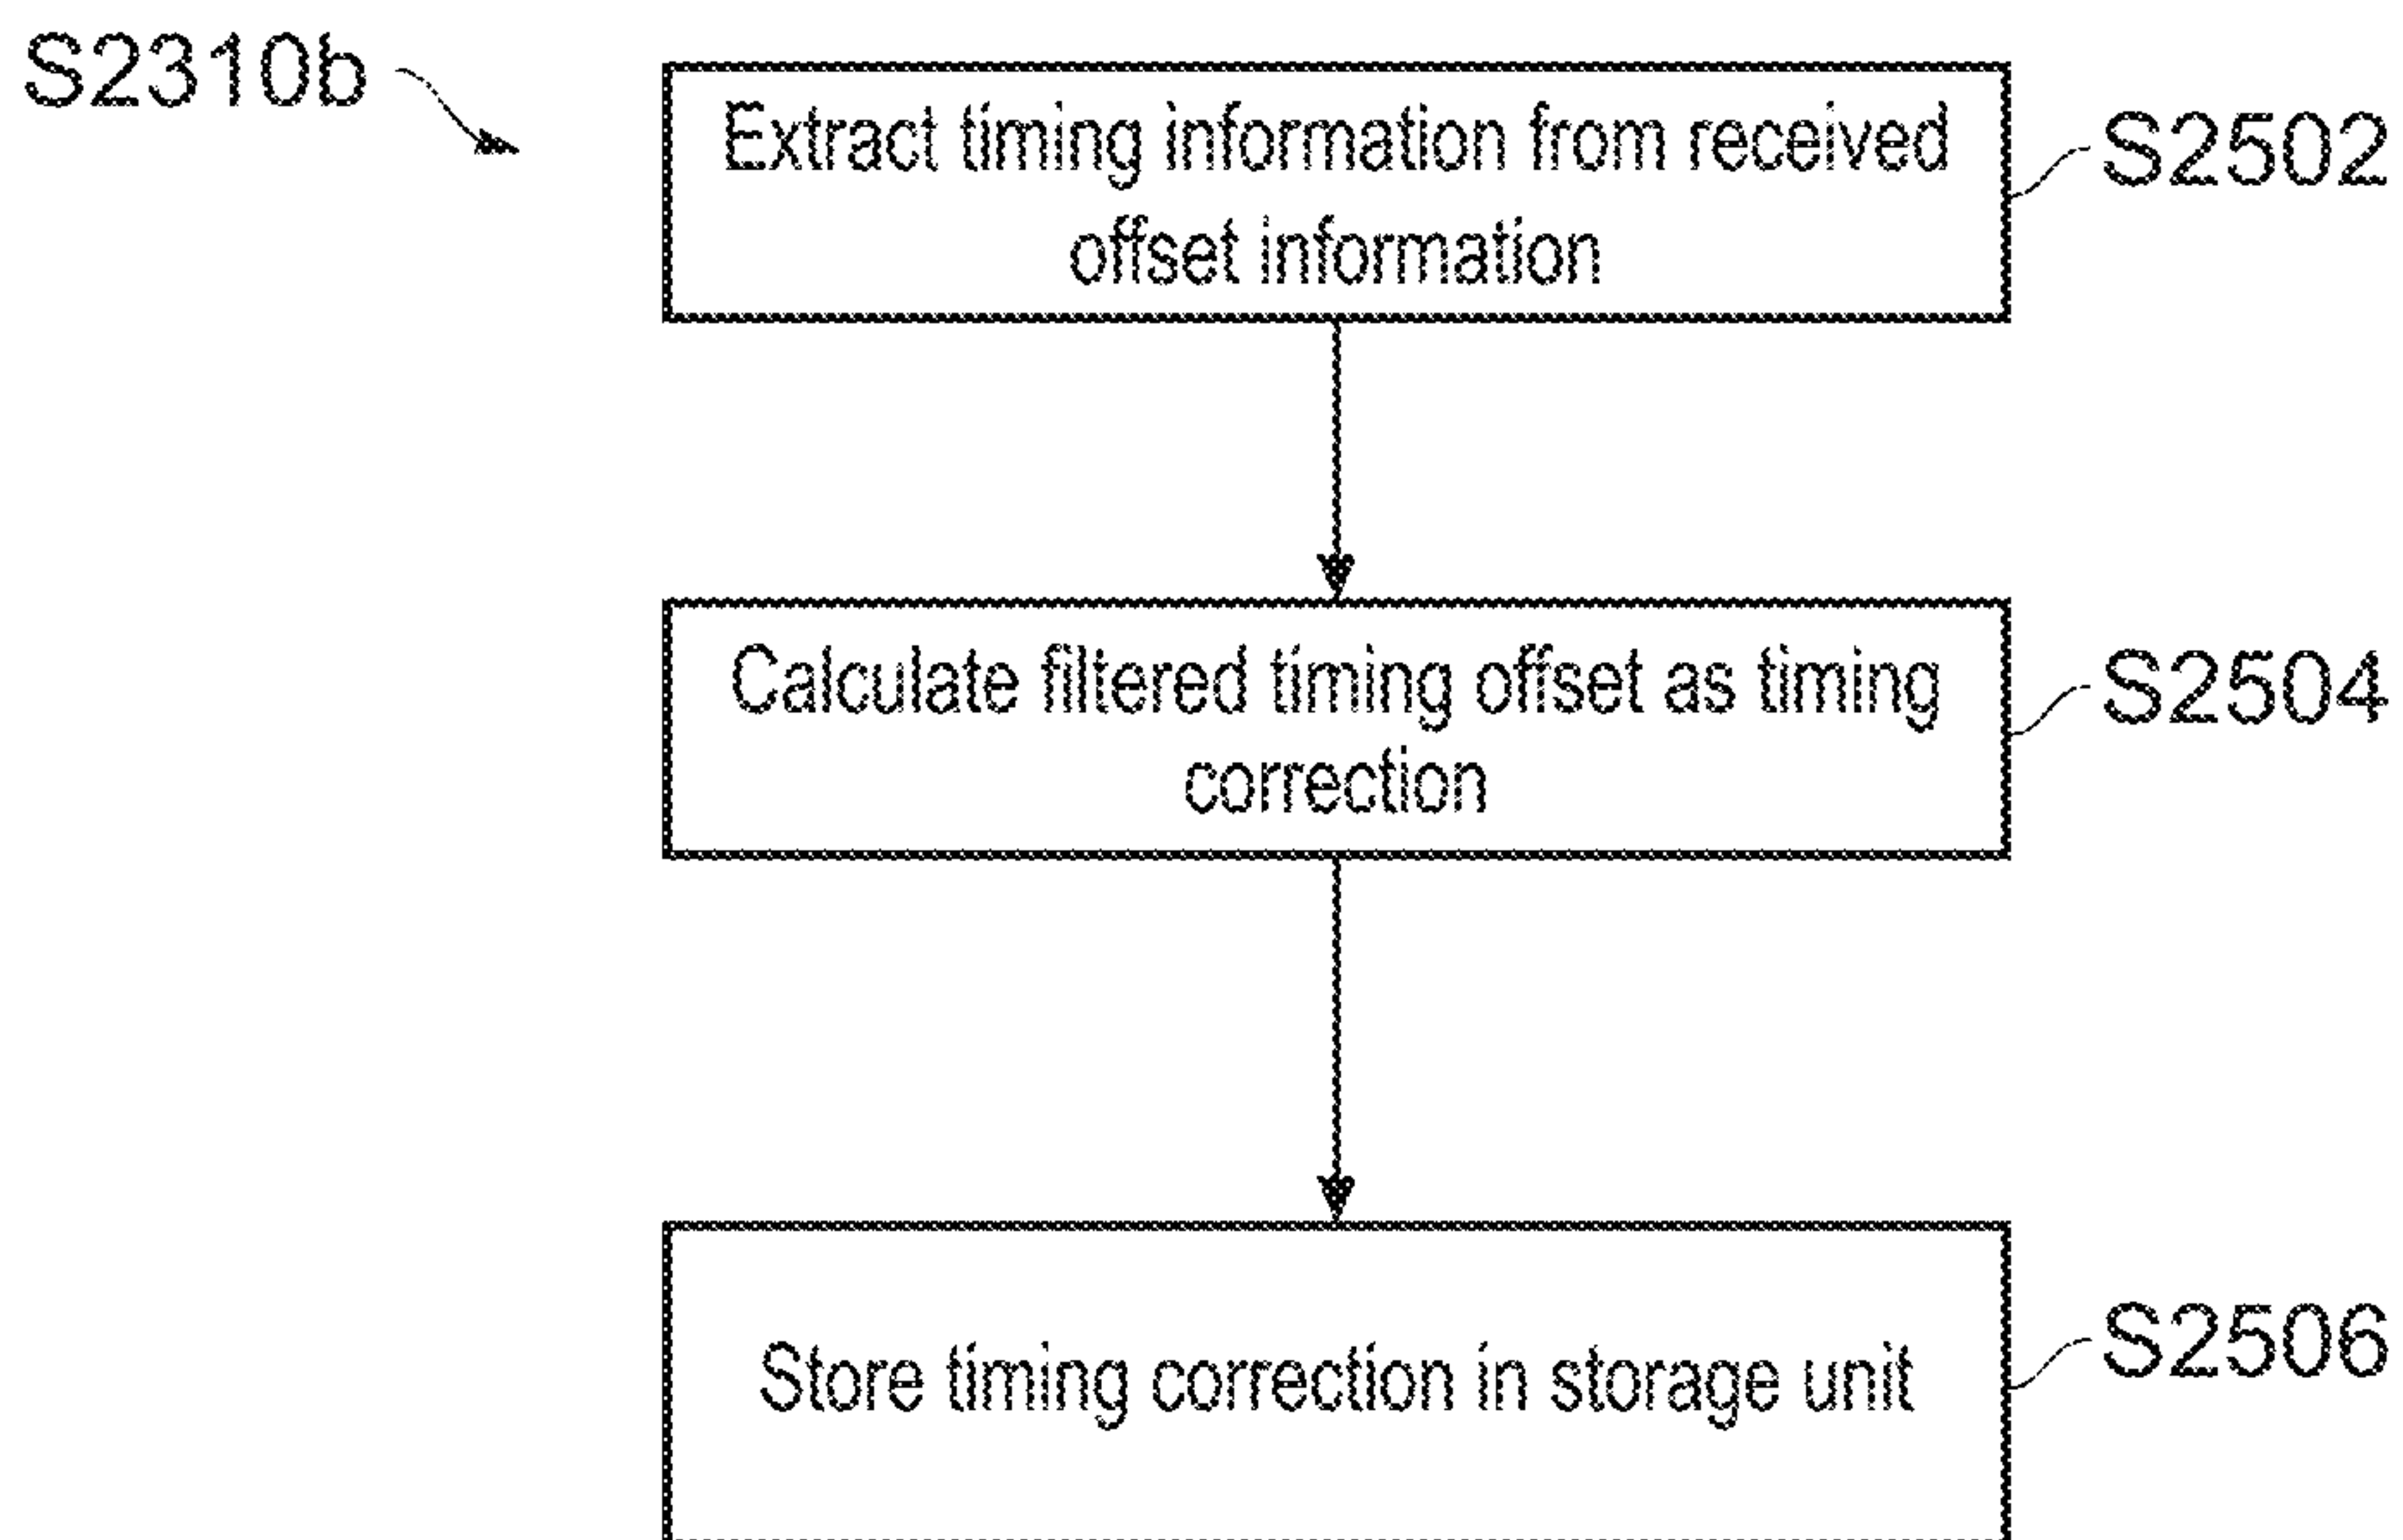 S2310b
Extract timing information from received
offset information
S2502
Calculate filtered timing offset as timing
correction
S2504
Store timing correction in storage unit
S2506